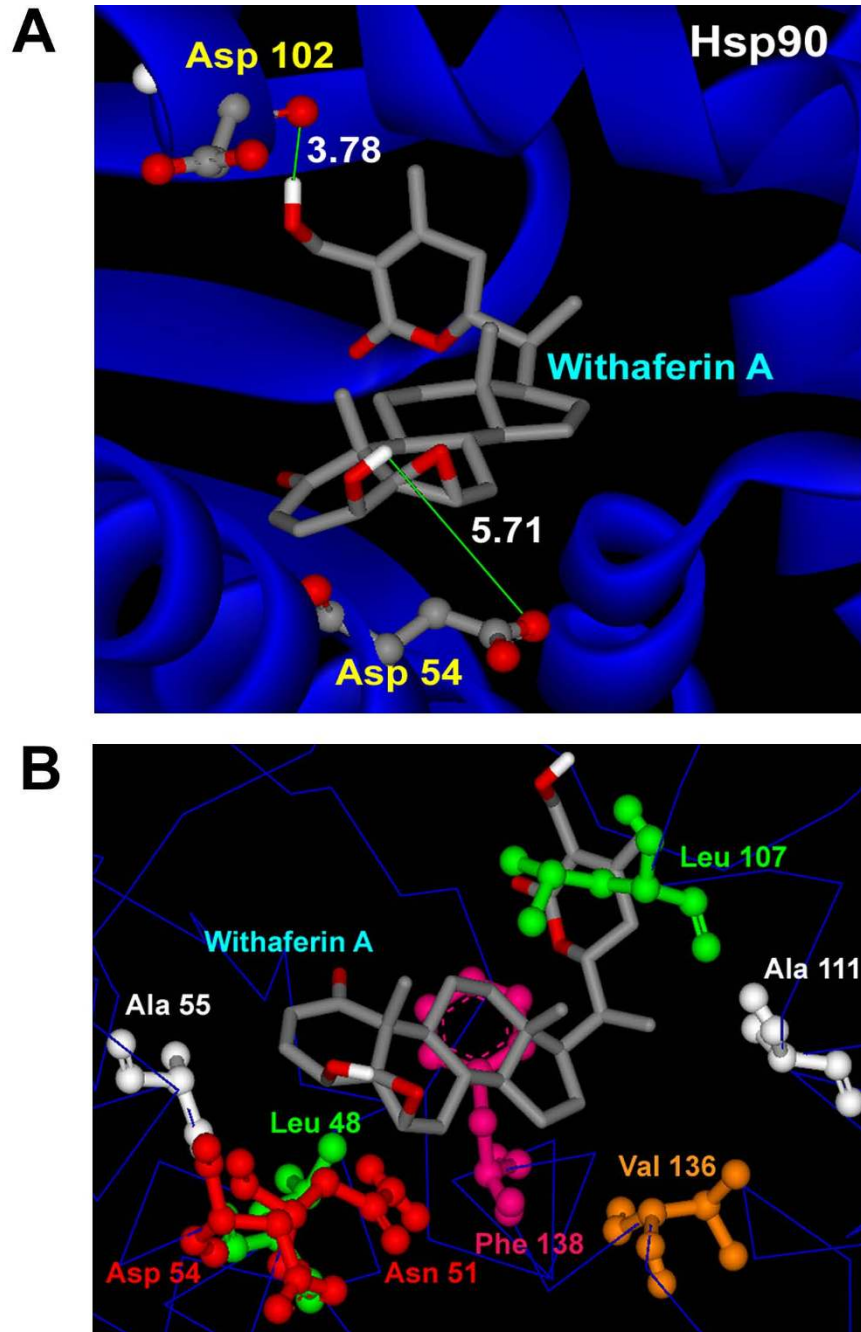 A
Asp 102
Hsp90
3.78
Withaferin A
5.71
Asp 54
B
Leu 107
Withaferin A
Ala 111
Ala 55
Leu 48
Val 136
Phe 138
Asp 54
Asn 51